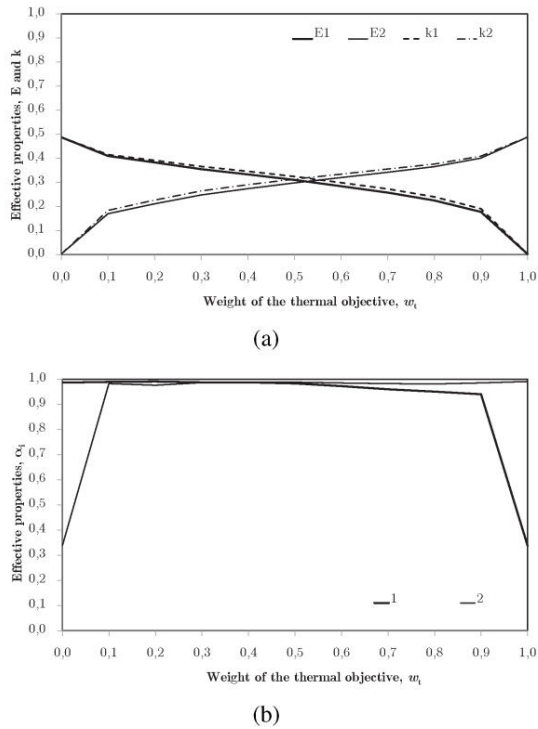 1,0
0,9
0,8
0,7
0,6
0,5
0,4
0,3
0,2
0,1
0,0
Effective properties, E and k
E1 E2 k1 k2
0,0 0,1 0,2 0,3 0,4 0,5 0,6 0,7 0,8 0,9 1,0
Weight of the thermal objective, wt
(a)
1,0
0,9
0,8
0,7
0,6
0,5
0,4
0,3
0,2
0,1
0,0
Effective properties, αi
1 2
0,0 0,1 0,2 0,3 0,4 0,5 0,6 0,7 0,8 0,9 1,0
Weight of the thermal objective, wt
(b)